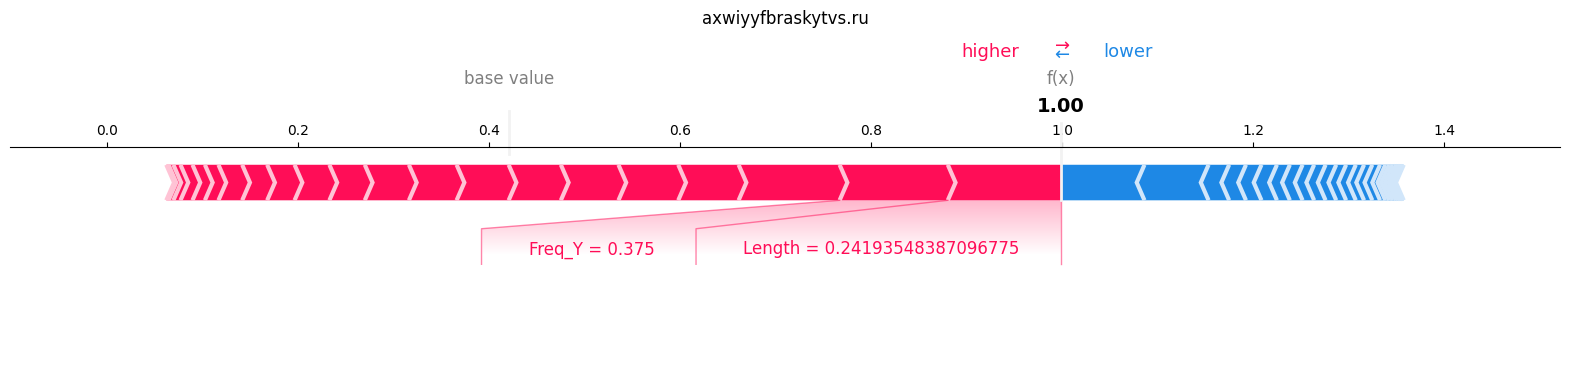 axwiyyfbraskytvs.ru
higher ⇄ lower
base value f(x)
1.00
0.0 0.2 0.4 0.6 0.8 1.0 1.2 1.4
Freq_Y = 0.375 Length = 0.24193548387096775